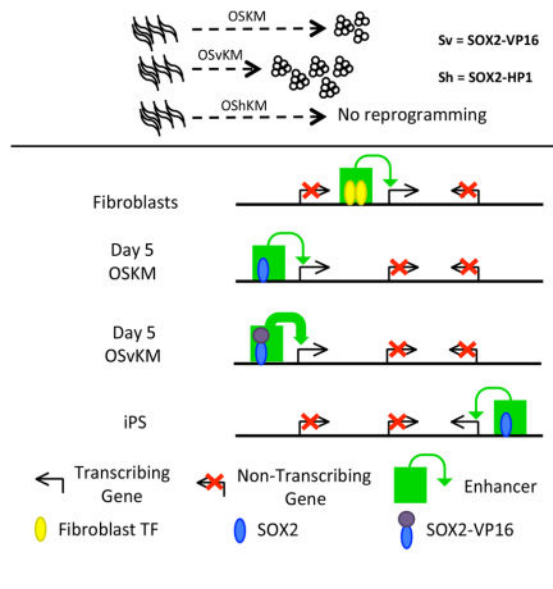 OSKM
Sv = SOX2-VP16
OSvKM
Sh = SOX2-HP1
OShKM
No reprogramming
Fibroblasts
Day 5
OSKM
Day 5
OSvKM
iPS
Transcribing
Gene
Non-Transcribing
Gene
Enhancer
Fibroblast TF
SOX2
SOX2-VP16